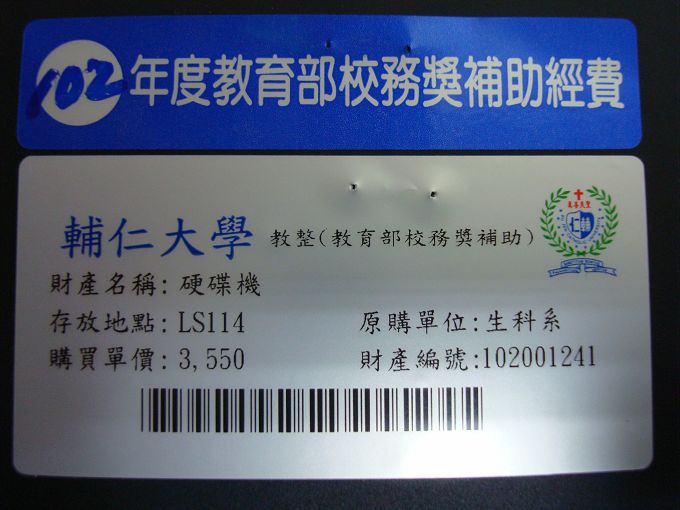 102年度教育部校務獎補助經費
輔仁大學 教整(教育部校務獎補助)
財產名稱: 硬碟機
存放地點: LS114 原購單位:生科系
購買單價: 3,550 財產編號:102001241